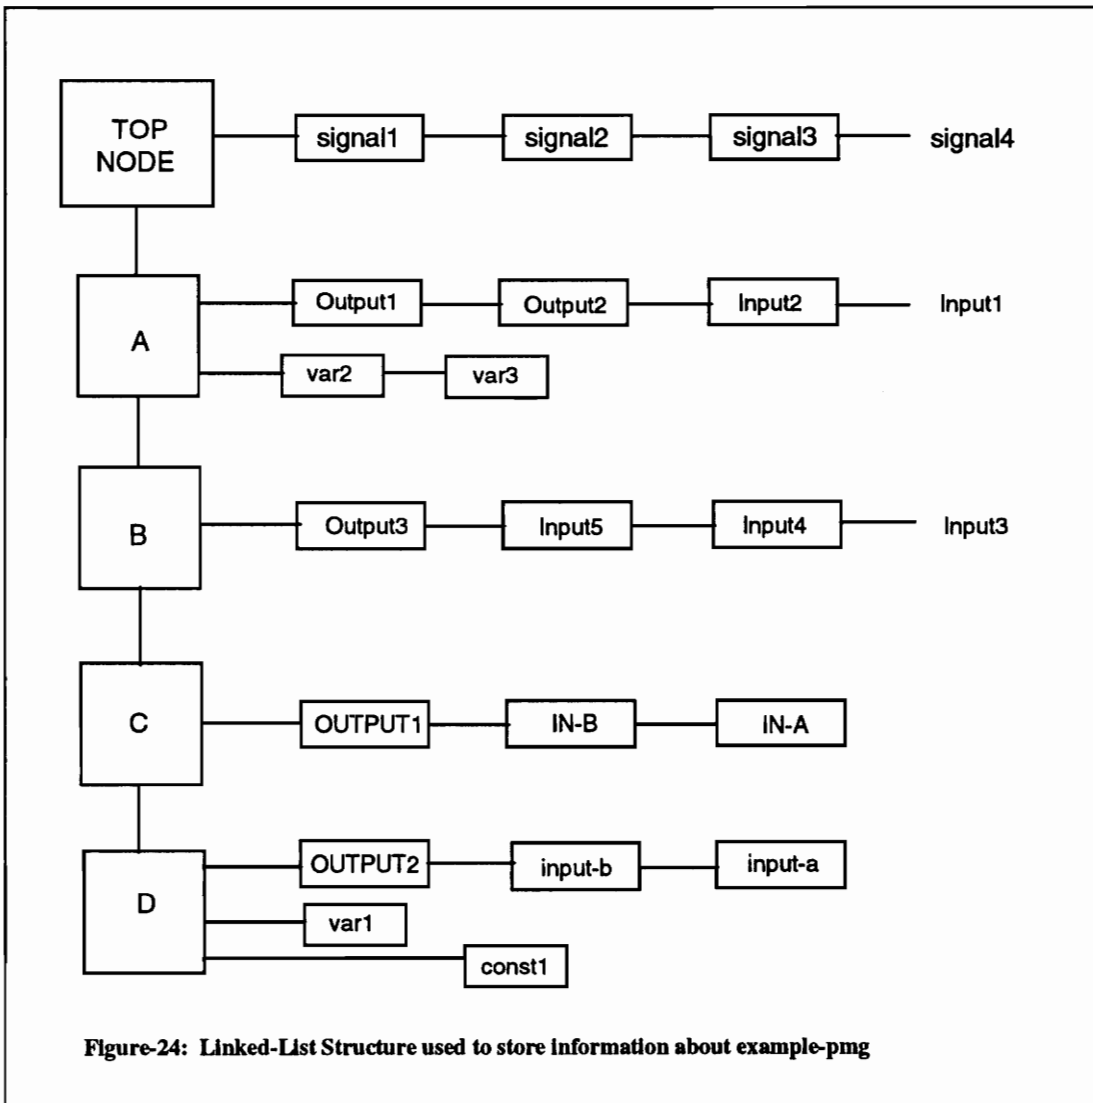 TOP
NODE
signal1
signal2
signal3
signal4
A
Output1
Output2
Input2
Input1
var2
var3
B
Output3
Input5
Input4
Input3
C
OUTPUT1
IN-B
IN-A
D
OUTPUT2
input-b
input-a
var1
const1
Figure-24: Linked-List Structure used to store information about example-pmg